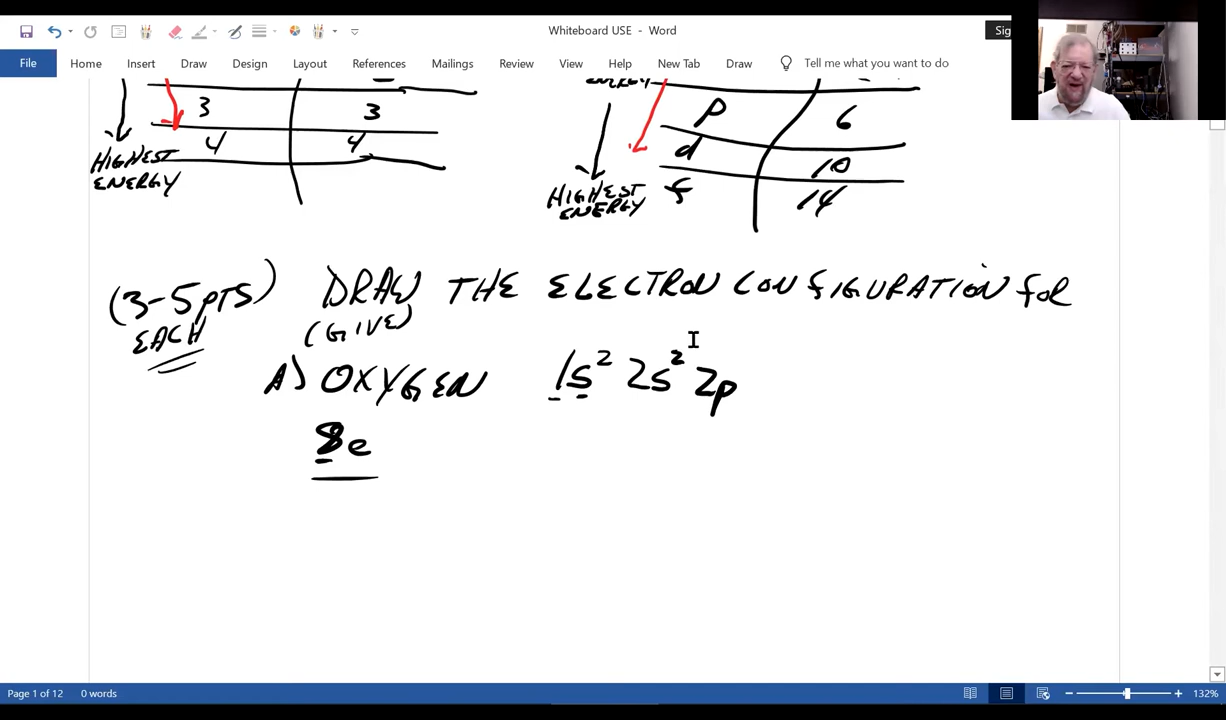 Whiteboard USE - Word
Sig
File Home Insert Draw Design Layout References Mailings Review View Help New Tab Draw Tell me what you want to do
3 3
4 4
HIGHEST
ENERGY
P 6
d 10
f 14
HIGHEST
ENERGY
(3-5pTS) DRAW THE ELECTRON CONFIGURATION FOR
EACH (GIVE)
A) OXYGEN 1s² 2s² 2p
8e
Page 1 of 12 0 words 132%